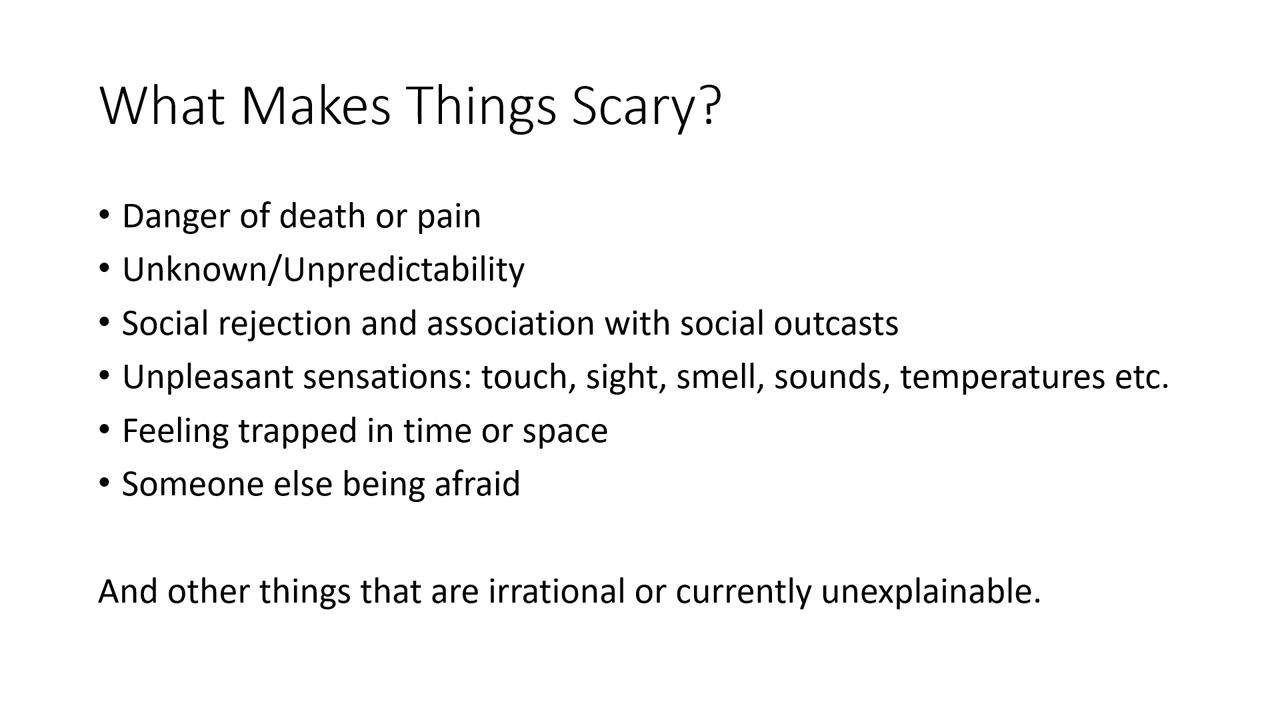 What Makes Things Scary?
• Danger of death or pain
• Unknown/Unpredictability
• Social rejection and association with social outcasts
• Unpleasant sensations: touch, sight, smell, sounds, temperatures etc.
• Feeling trapped in time or space
• Someone else being afraid
And other things that are irrational or currently unexplainable.